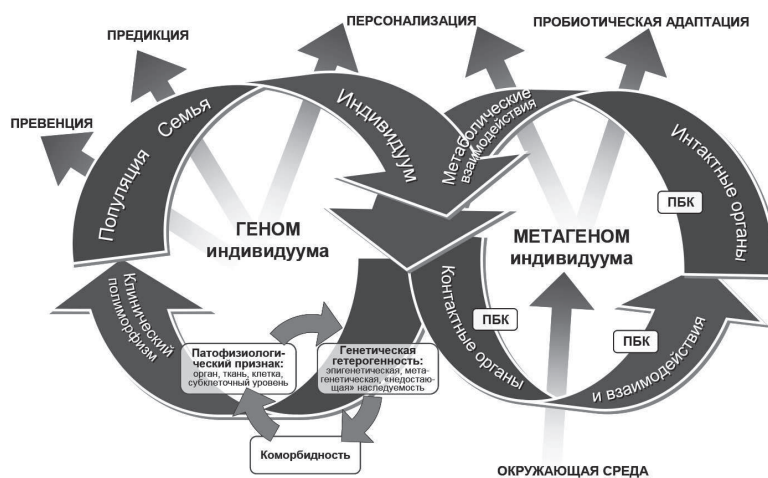 ПРЕВЕНЦИЯ
ПРЕДИКЦИЯ
ПЕРСОНАЛИЗАЦИЯ
ПРОБИОТИЧЕСКАЯ АДАПТАЦИЯ
Популяция
Семья
Индивидуум
Метаболические
взаимодействия
Интактные органы
ПБК
ГЕНОМ
индивидуума
МЕТАГЕНОМ
индивидуума
Клинический
полиморфизм
Контактные органы
ПБК
ПБК
и взаимодействия
Патофизиологи-
ческий признак:
орган, ткань, клетка,
субклеточный уровень
Генетическая
гетерогенность:
эпигенетическая, мета-
генетическая, «недостаю-
щая» наследуемость
Коморбидность
ОКРУЖАЮЩАЯ СРЕДА